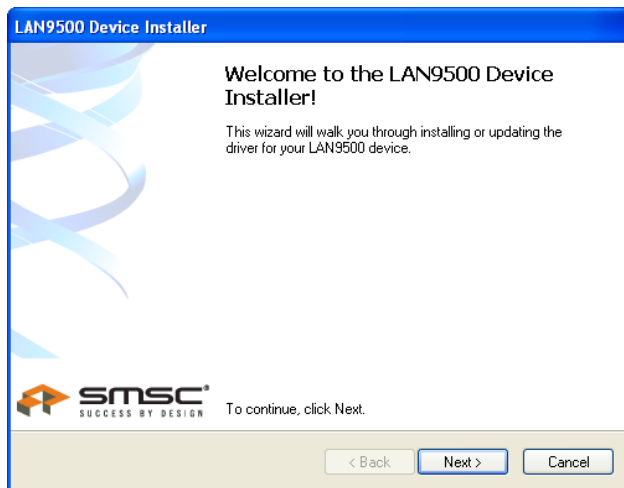 LAN9500 Device Installer
Welcome to the LAN9500 Device
Installer!
This wizard will walk you through installing or updating the
driver for your LAN9500 device.
smsc
SUCCESS BY DESIGN
To continue, click Next.
< Back
Next >
Cancel